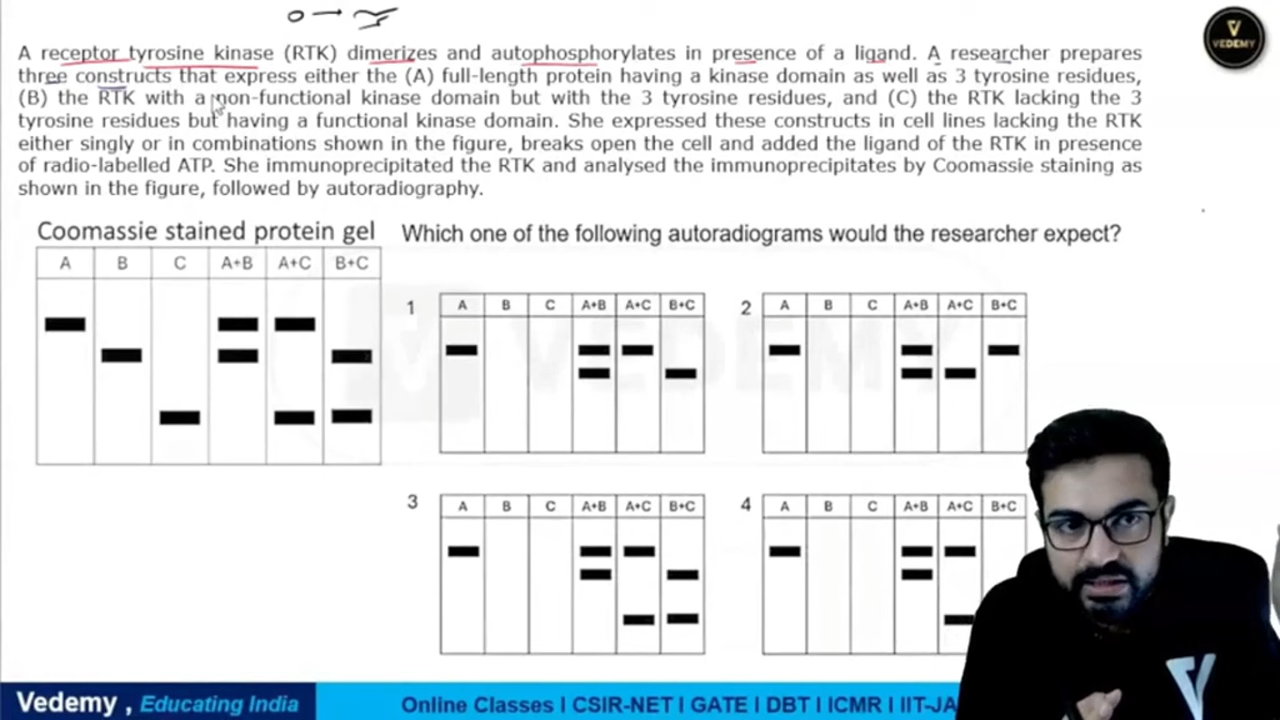 A receptor tyrosine kinase (RTK) dimerizes and autophosphorylates in presence of a ligand. A researcher prepares
three constructs that express either the (A) full-length protein having a kinase domain as well as 3 tyrosine residues,
(B) the RTK with a non-functional kinase domain but with the 3 tyrosine residues, and (C) the RTK lacking the 3
tyrosine residues but having a functional kinase domain. She expressed these constructs in cell lines lacking the RTK
either singly or in combinations shown in the figure, breaks open the cell and added the ligand of the RTK in presence
of radio-labelled ATP. She immunoprecipitated the RTK and analysed the immunoprecipitates by Coomassie staining as
shown in the figure, followed by autoradiography.
VEDEMY
Coomassie stained protein gel
A B C A+B A+C B+C
Which one of the following autoradiograms would the researcher expect?
1
A B C A+B A+C B+C
2
A B C A+B A+C B+C
3
A B C A+B A+C B+C
4
A B C A+B A+C B+C
VEDEMY
Vedemy , Educating India
Online Classes I CSIR-NET I GATE I DBT I ICMR I IIT-JA